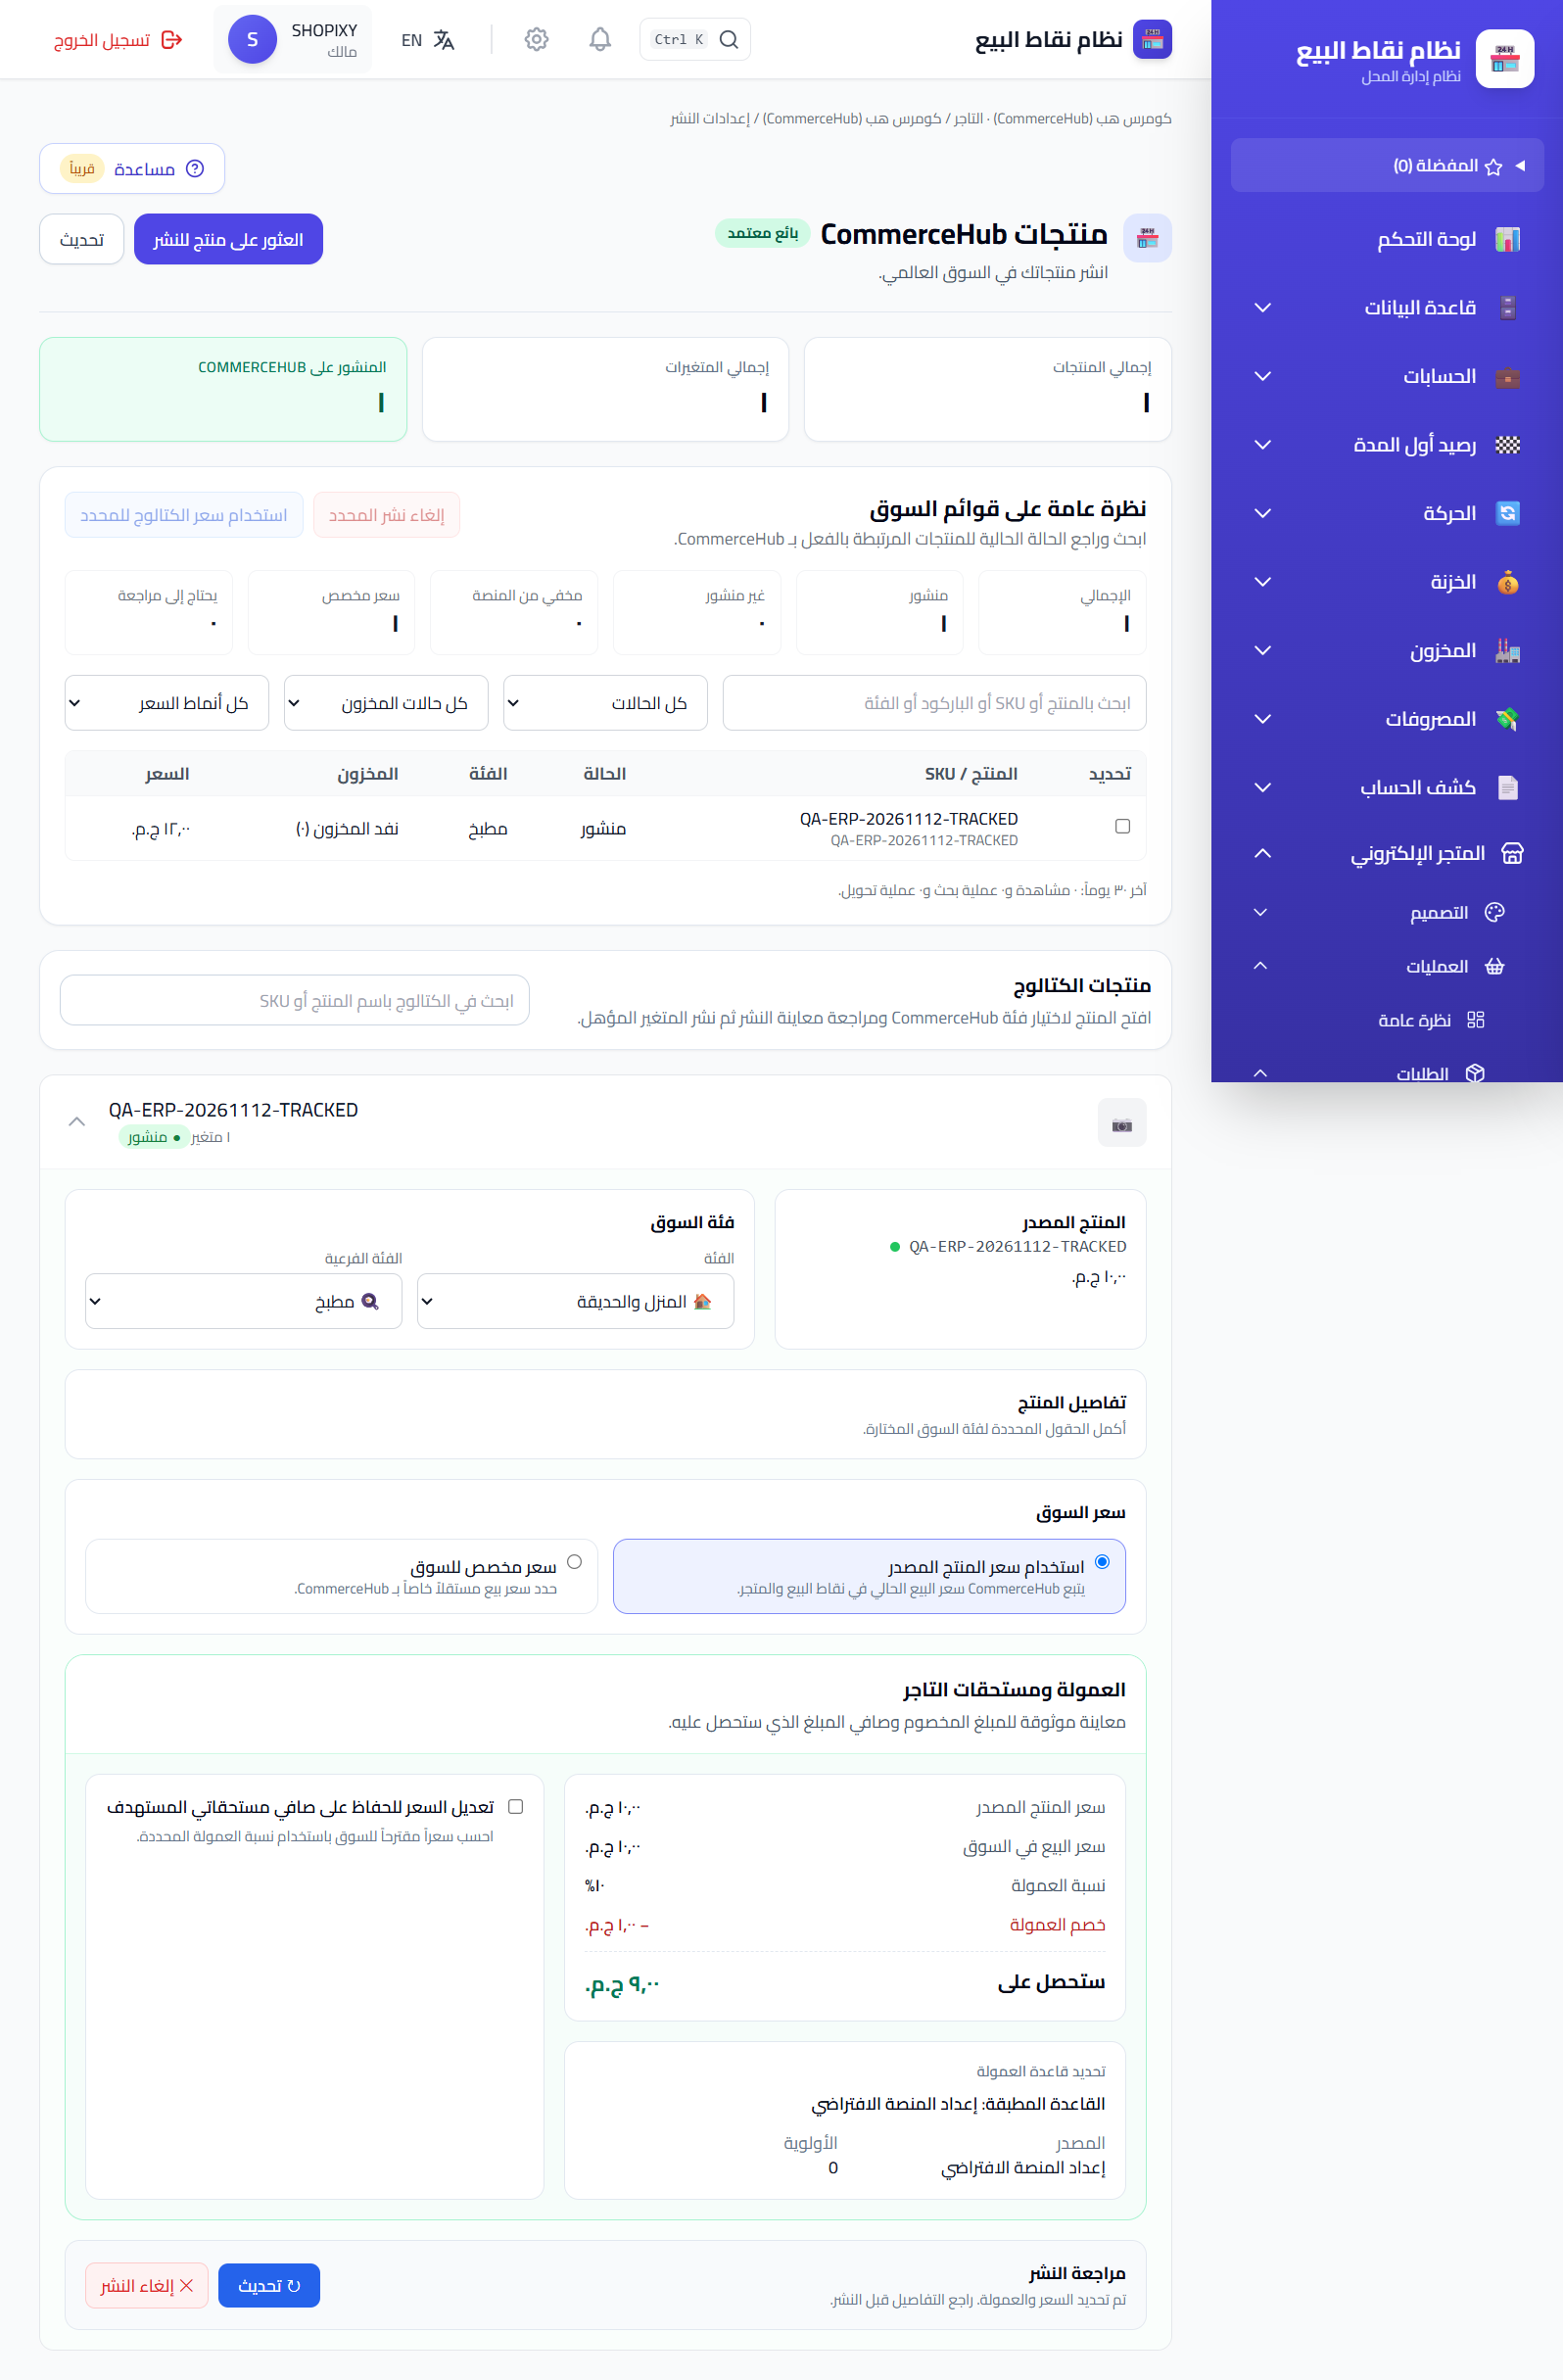 نظام نقاط البيع
نظام إدارة المحل
المفضلة (0)
لوحة التحكم
قاعدة البيانات
الحسابات
رصيد أول المدة
الحركة
الخزنة
المخزون
المصروفات
كشف الحساب
المتجر الإلكتروني
التصميم
العمليات
نظرة عامة
الطلبات
نظام نقاط البيع
Ctrl K
EN
SHOPIXY
مالك
S
تسجيل الخروج
كومرس هب (CommerceHub) · التاجر / كومرس هب (CommerceHub) / إعدادات النشر
مساعدة
قريباً
منتجات CommerceHub
بائع معتمد
انشر منتجاتك في السوق العالمي.
العثور على منتج للنشر
تحديث
إجمالي المنتجات
١
إجمالي المتغيرات
١
المنشور على COMMERCEHUB
١
نظرة عامة على قوائم السوق
ابحث وراجع الحالة الحالية للمنتجات المرتبطة بالفعل بـ CommerceHub.
إلغاء نشر المحدد
استخدام سعر الكتالوج للمحدد
الإجمالي
١
منشور
١
غير منشور
٠
مخفي من المنصة
٠
سعر مخصص
١
يحتاج إلى مراجعة
٠
ابحث بالمنتج أو SKU أو الباركود أو الفئة
كل الحالات
كل حالات المخزون
كل أنماط السعر
تحديد
المنتج / SKU
الحالة
الفئة
المخزون
السعر
QA-ERP-20261112-TRACKED
QA-ERP-20261112-TRACKED
منشور
مطبخ
نفد المخزون (٠)
١٢,٠٠ ج.م.
آخر ٣٠ يوماً: ٠ مشاهدة و٠ عملية بحث و٠ عملية تحويل.
منتجات الكتالوج
افتح المنتج لاختيار فئة CommerceHub ومراجعة معاينة النشر ثم نشر المتغير المؤهل.
ابحث في الكتالوج باسم المنتج أو SKU
QA-ERP-20261112-TRACKED
١ متغير
● منشور
المنتج المصدر
QA-ERP-20261112-TRACKED
١٠,٠٠ ج.م.
فئة السوق
الفئة
المنزل والحديقة
الفئة الفرعية
مطبخ
تفاصيل المنتج
أكمل الحقول المحددة لفئة السوق المختارة.
سعر السوق
استخدام سعر المنتج المصدر
يتبع CommerceHub سعر البيع الحالي في نقاط البيع والمتجر.
سعر مخصص للسوق
حدد سعر بيع مستقلاً خاصاً بـ CommerceHub.
العمولة ومستحقات التاجر
معاينة موثوقة للمبلغ المخصوم وصافي المبلغ الذي ستحصل عليه.
سعر المنتج المصدر
١٠,٠٠ ج.م.
سعر البيع في السوق
١٠,٠٠ ج.م.
نسبة العمولة
١٠%
خصم العمولة
− ١,٠٠ ج.م.
ستحصل على
٩,٠٠ ج.م.
تعديل السعر للحفاظ على صافي مستحقاتي المستهدف
احسب سعراً مقترحاً للسوق باستخدام نسبة العمولة المحددة.
تحديد قاعدة العمولة
القاعدة المطبقة: إعداد المنصة الافتراضي
المصدر
إعداد المنصة الافتراضي
الأولوية
0
مراجعة النشر
تم تحديد السعر والعمولة. راجع التفاصيل قبل النشر.
↻ تحديث
إلغاء النشر